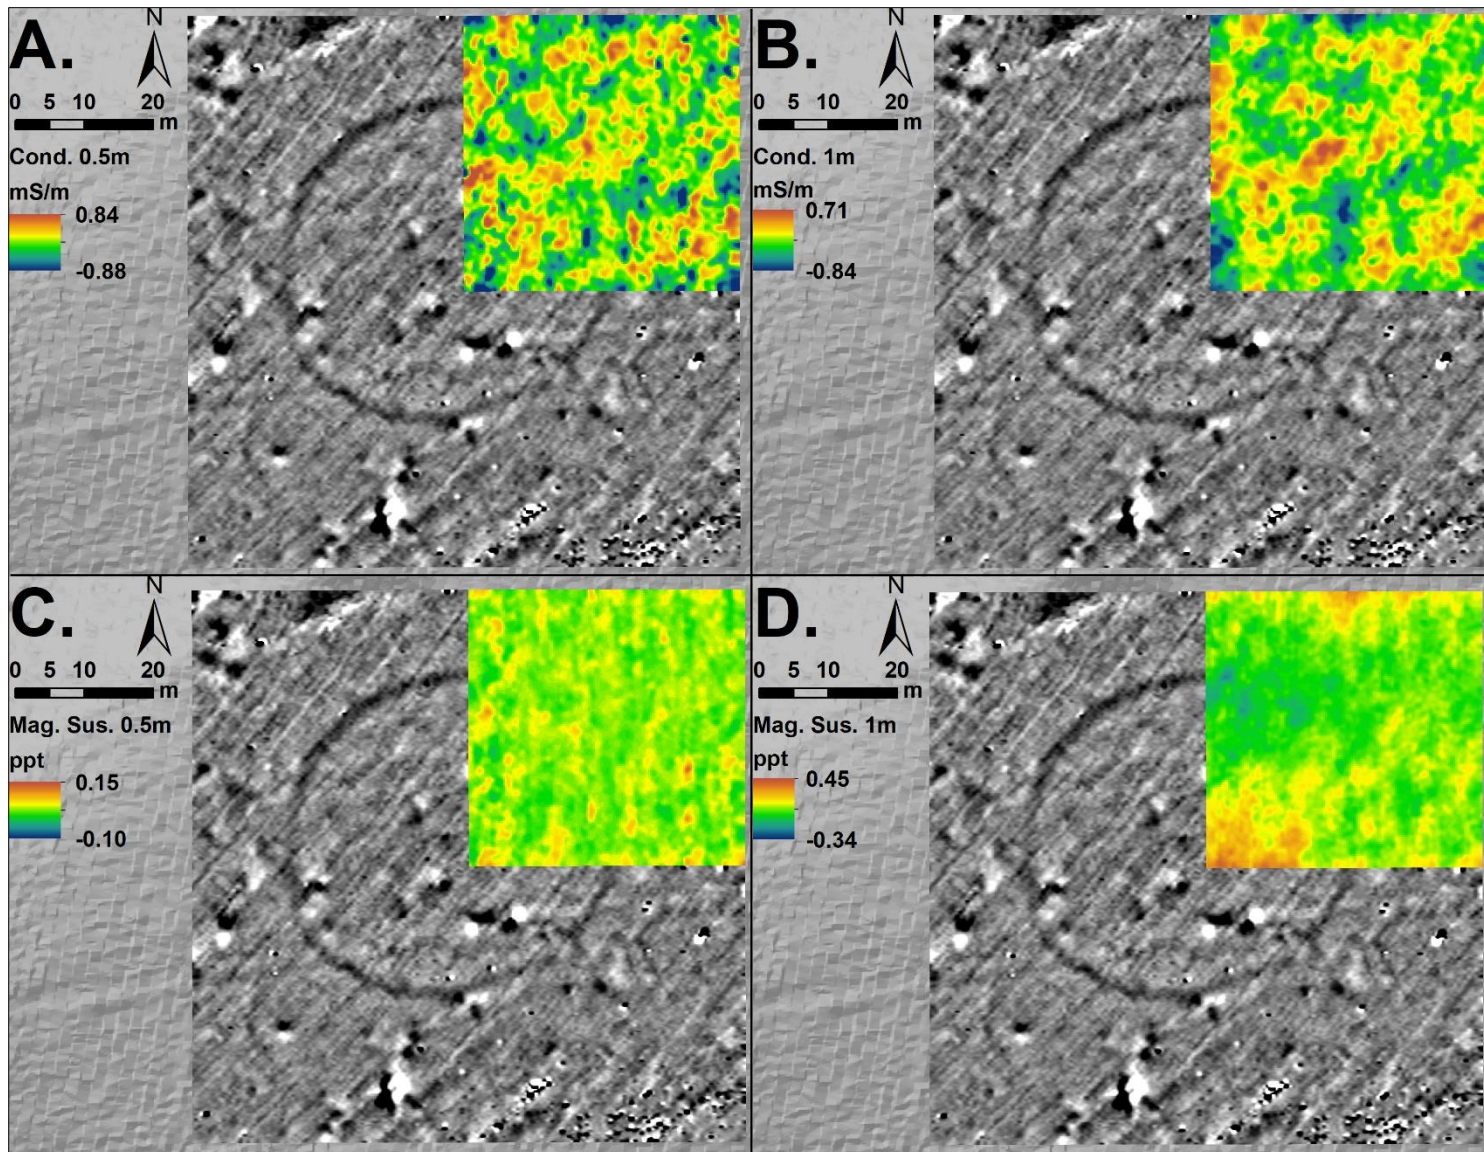 A.
N
0 5 10 20
m
Cond. 0.5m
mS/m
0.84
-0.88
B.
N
0 5 10 20
m
Cond. 1m
mS/m
0.71
-0.84
C.
N
0 5 10 20
m
Mag. Sus. 0.5m
ppt
0.15
-0.10
D.
N
0 5 10 20
m
Mag. Sus. 1m
ppt
0.45
-0.34